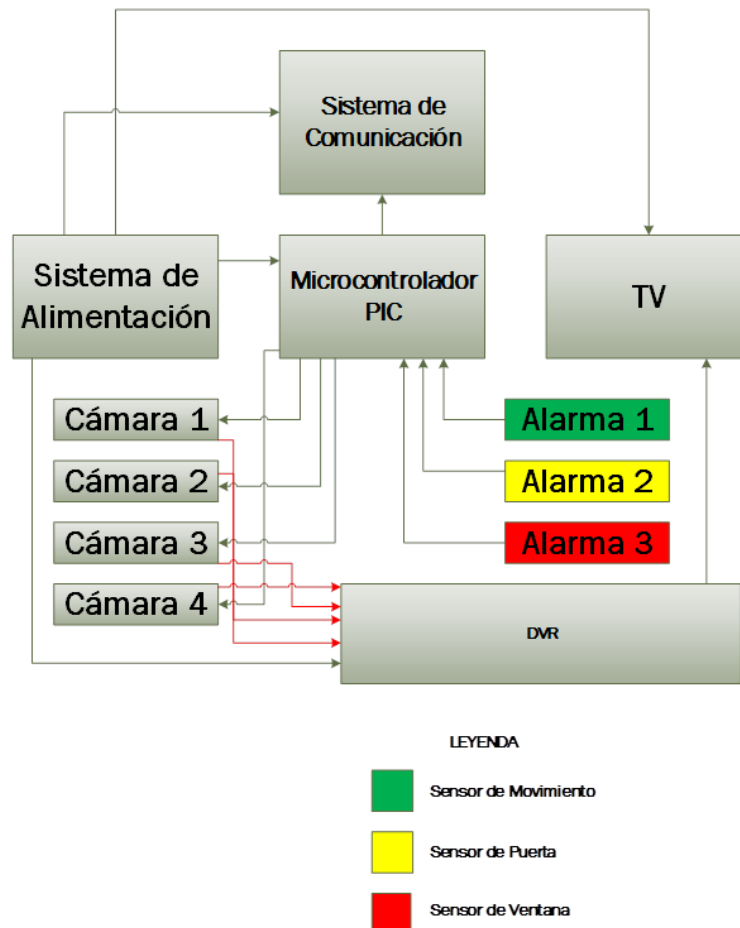 Sistema de
Comunicación
Sistema de
Alimentación
Microcontrolador
PIC
TV
Cámara 1
Cámara 2
Cámara 3
Cámara 4
Alarma 1
Alarma 2
Alarma 3
DVR
LEYENDA
Sensor de Movimiento
Sensor de Puerta
Sensor de Ventana